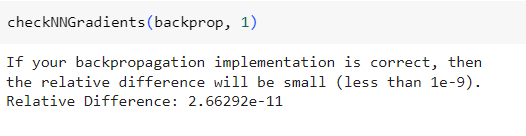 checkNNGradients(backprop, 1)
If your backpropagation implementation is correct, then
the relative difference will be small (less than 1e-9).
Relative Difference: 2.66292e-11